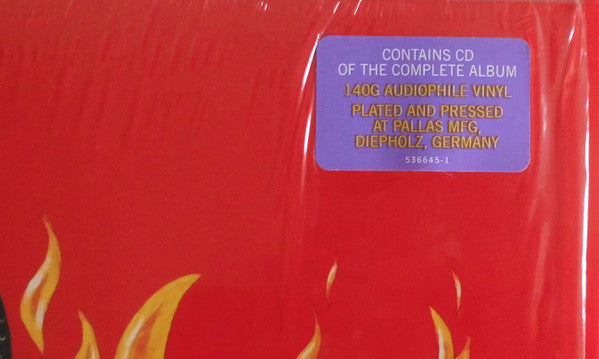 CONTAINS CD
OF THE COMPLETE ALBUM
140G AUDIOPHILE VINYL
PLATED AND PRESSED
AT PALLAS MFG,
DIEPHOLZ, GERMANY
536645-1